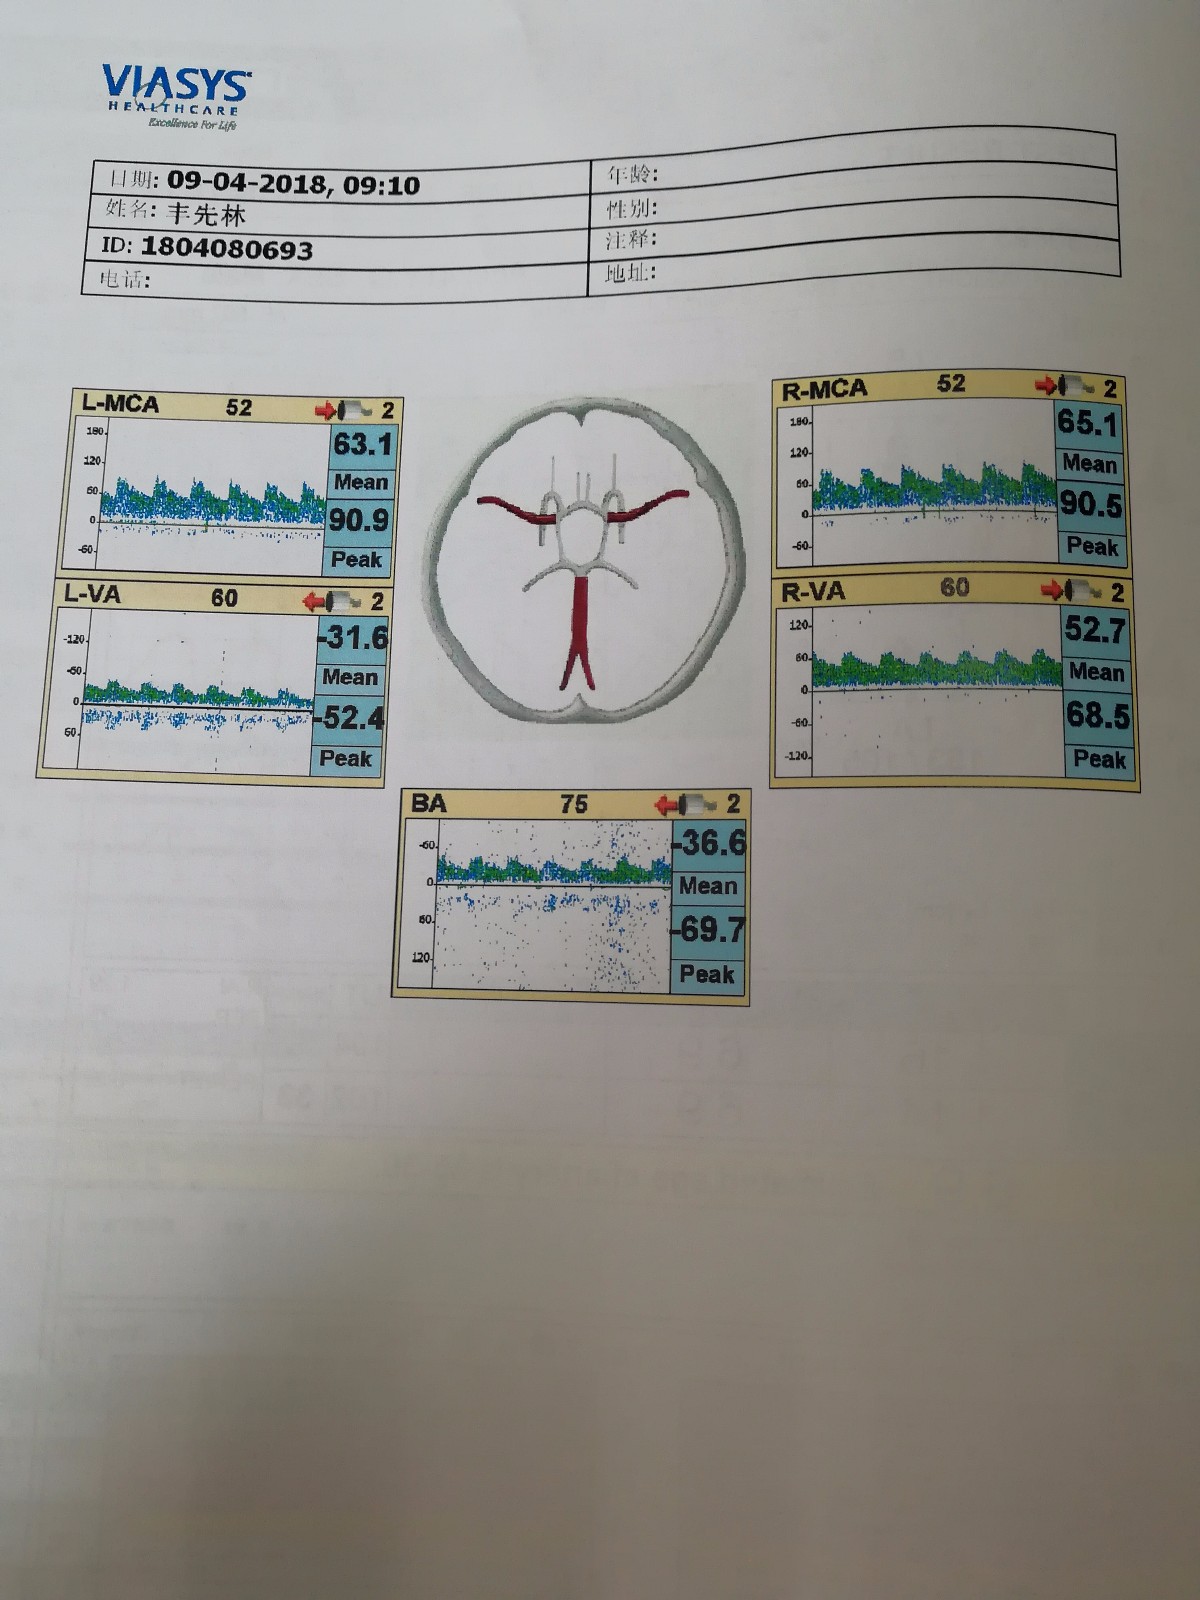 VIASYS
HEALTHCARE
Excellence For Life
日期: 09-04-2018, 09:10
年龄:
姓名: 丰先林
性别:
ID: 1804080693
注释:
电话:
地址:
L-MCA 52 2
180
120
60
0
-60
63.1
Mean
90.9
Peak
R-MCA 52 2
180
120
60
0
-60
65.1
Mean
90.5
Peak
L-VA 60 2
-120
-60
0
60
-31.6
Mean
-52.4
Peak
R-VA 60 2
120
60
0
-60
-120
52.7
Mean
68.5
Peak
BA 75 2
-60
0
60
120
-36.6
Mean
-69.7
Peak